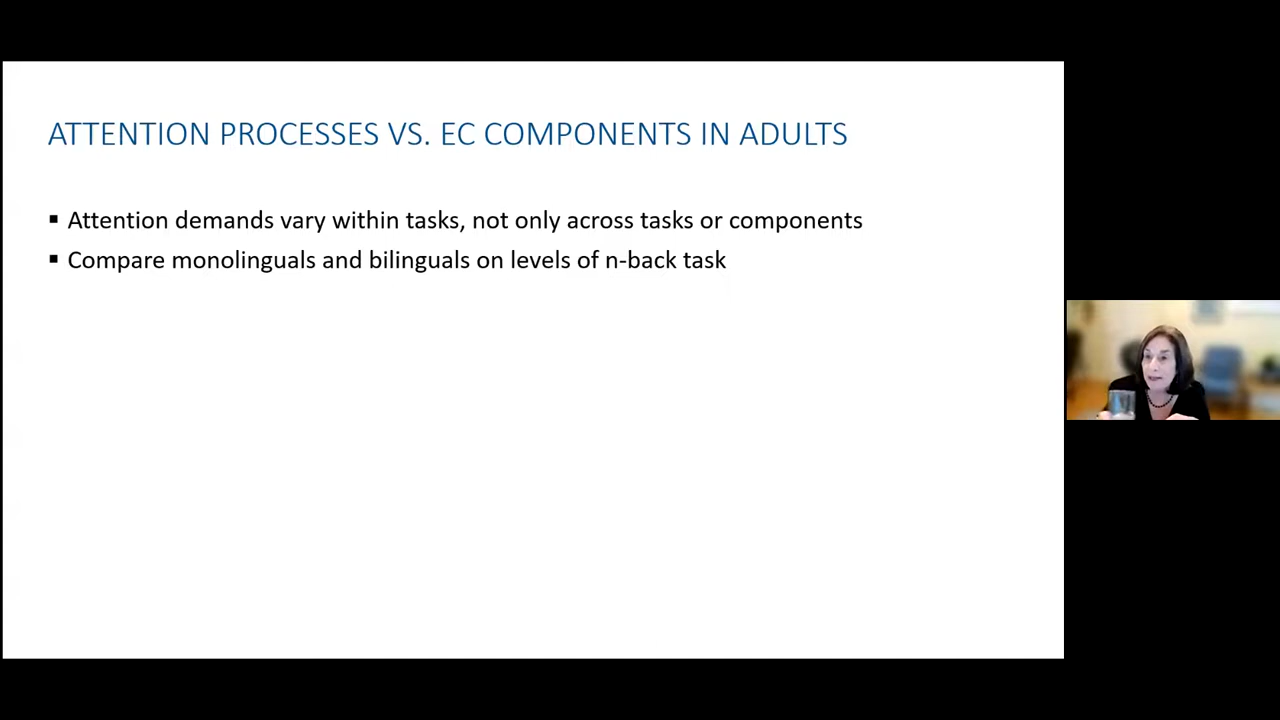 ATTENTION PROCESSES VS. EC COMPONENTS IN ADULTS
▪ Attention demands vary within tasks, not only across tasks or components
▪ Compare monolinguals and bilinguals on levels of n-back task